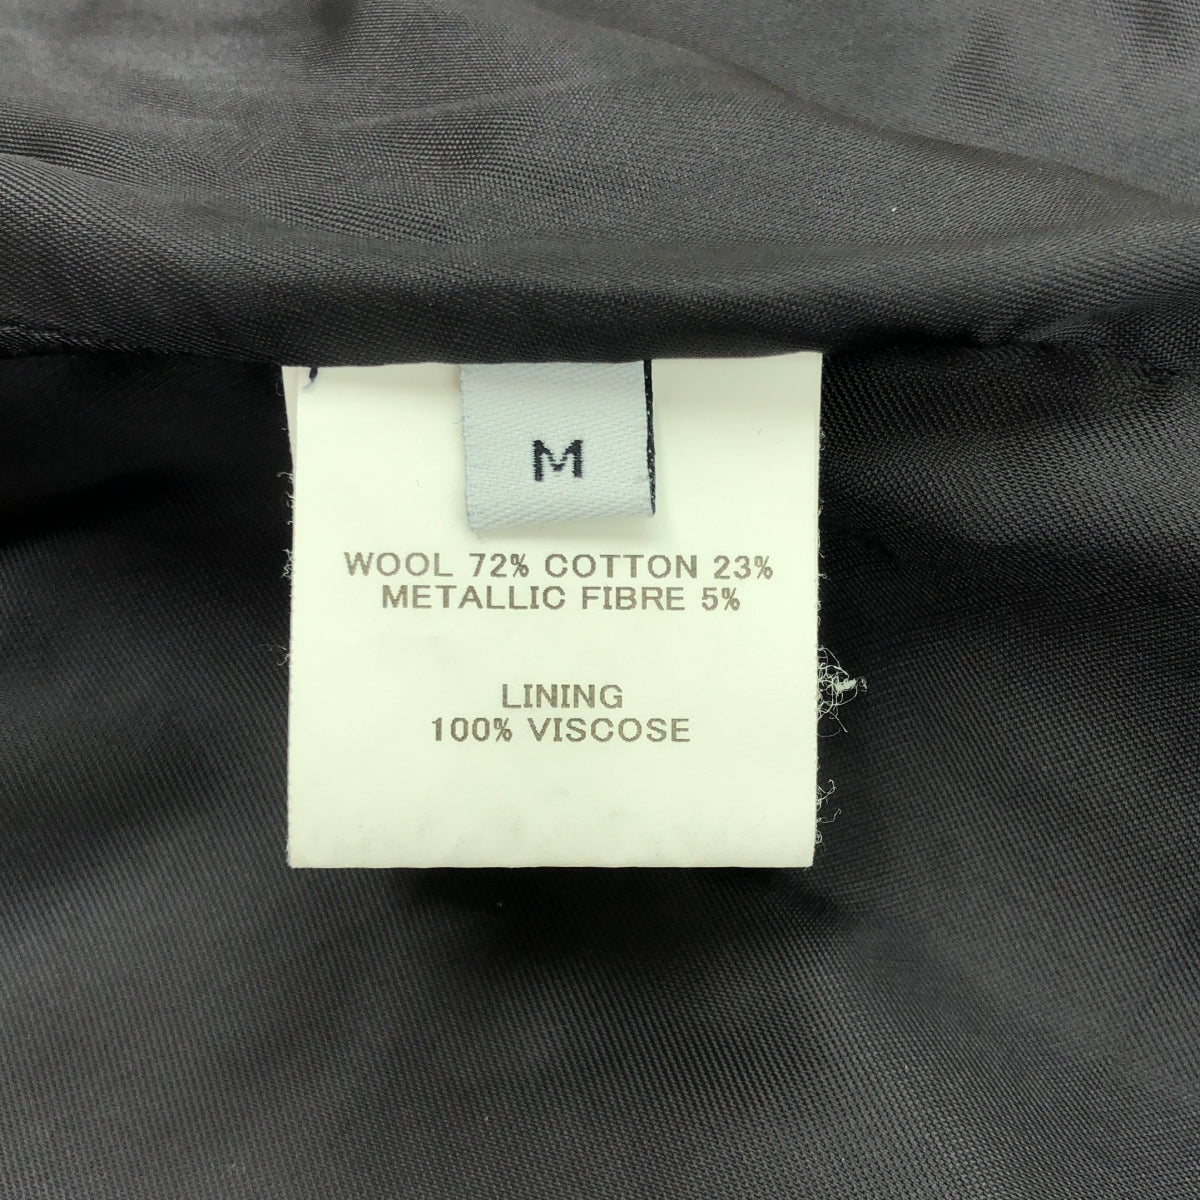 M
WOOL 72% COTTON 23%
METALLIC FIBRE 5%
LINING
100% VISCOSE